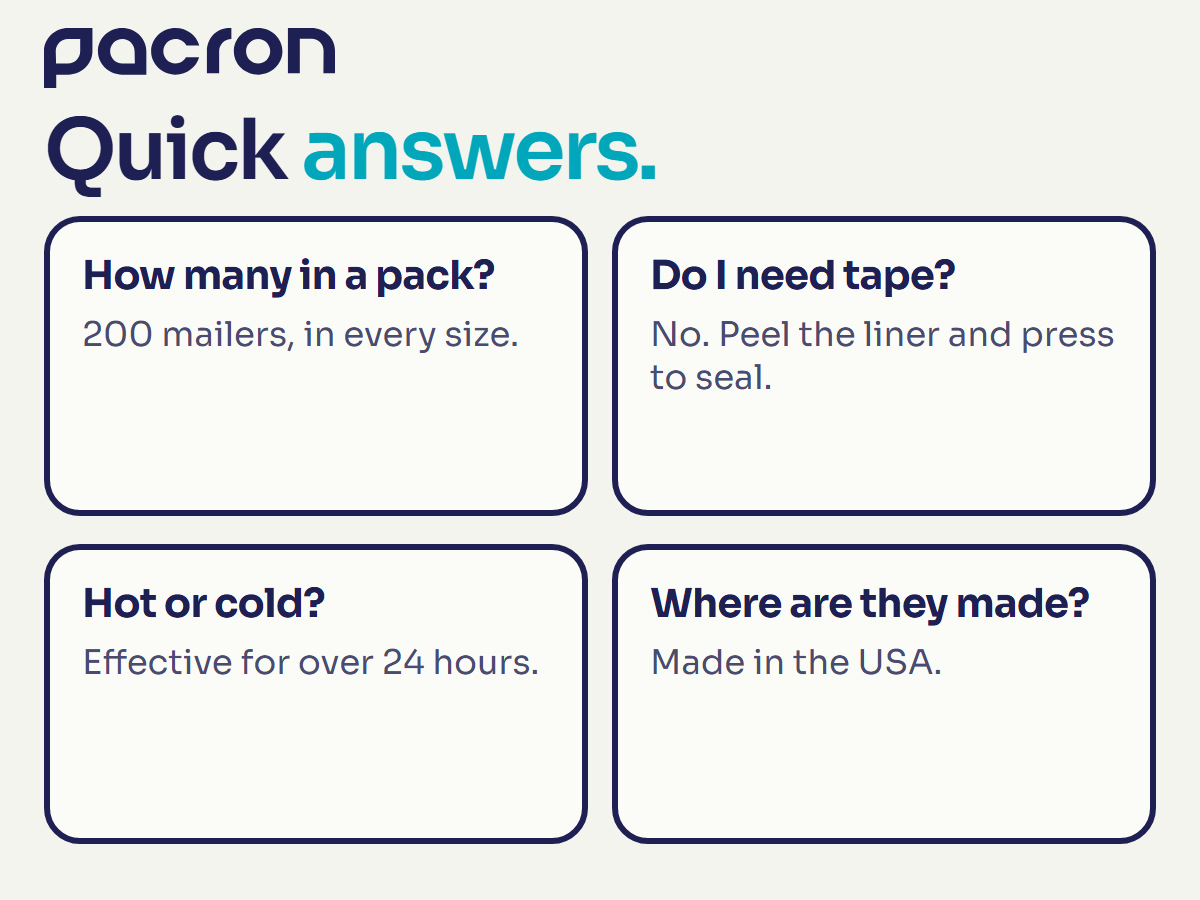 pacron
Quick answers.
How many in a pack?
200 mailers, in every size.
Do I need tape?
No. Peel the liner and press
to seal.
Hot or cold?
Effective for over 24 hours.
Where are they made?
Made in the USA.